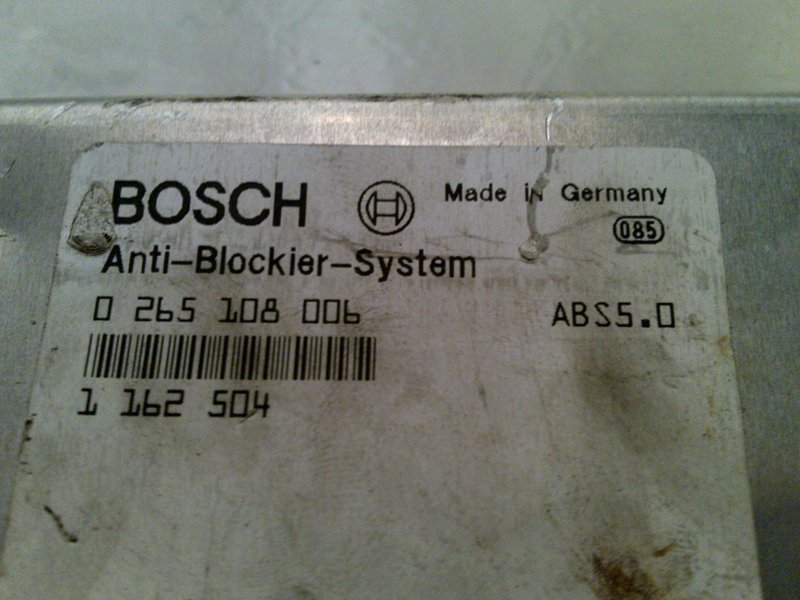 BOSCH
Made in Germany
085
Anti-Blockier-System
0 265 108 006
ABS5.0
1 162 504